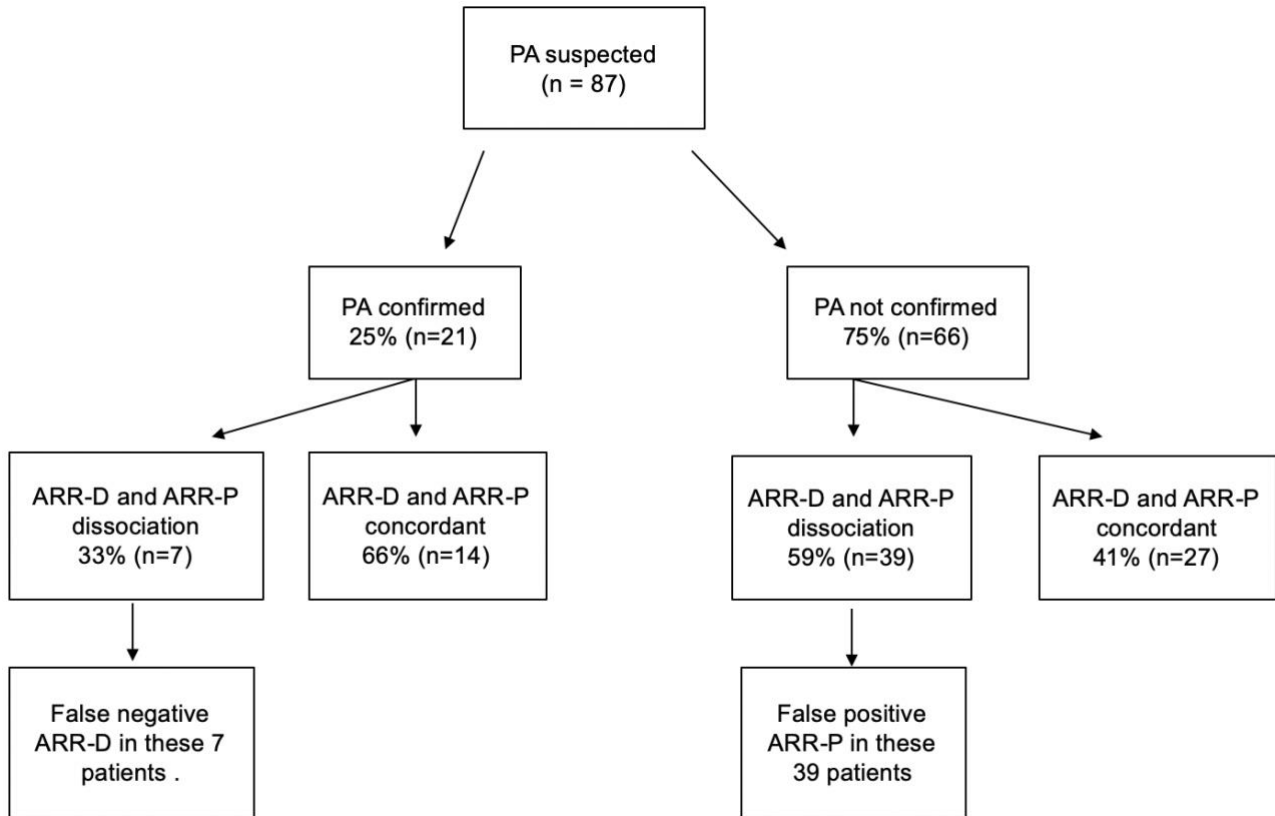 PA suspected
(n = 87)
PA confirmed
25% (n=21)
PA not confirmed
75% (n=66)
ARR-D and ARR-P
dissociation
33% (n=7)
ARR-D and ARR-P
concordant
66% (n=14)
ARR-D and ARR-P
dissociation
59% (n=39)
ARR-D and ARR-P
concordant
41% (n=27)
False negative
ARR-D in these 7
patients .
False positive
ARR-P in these
39 patients